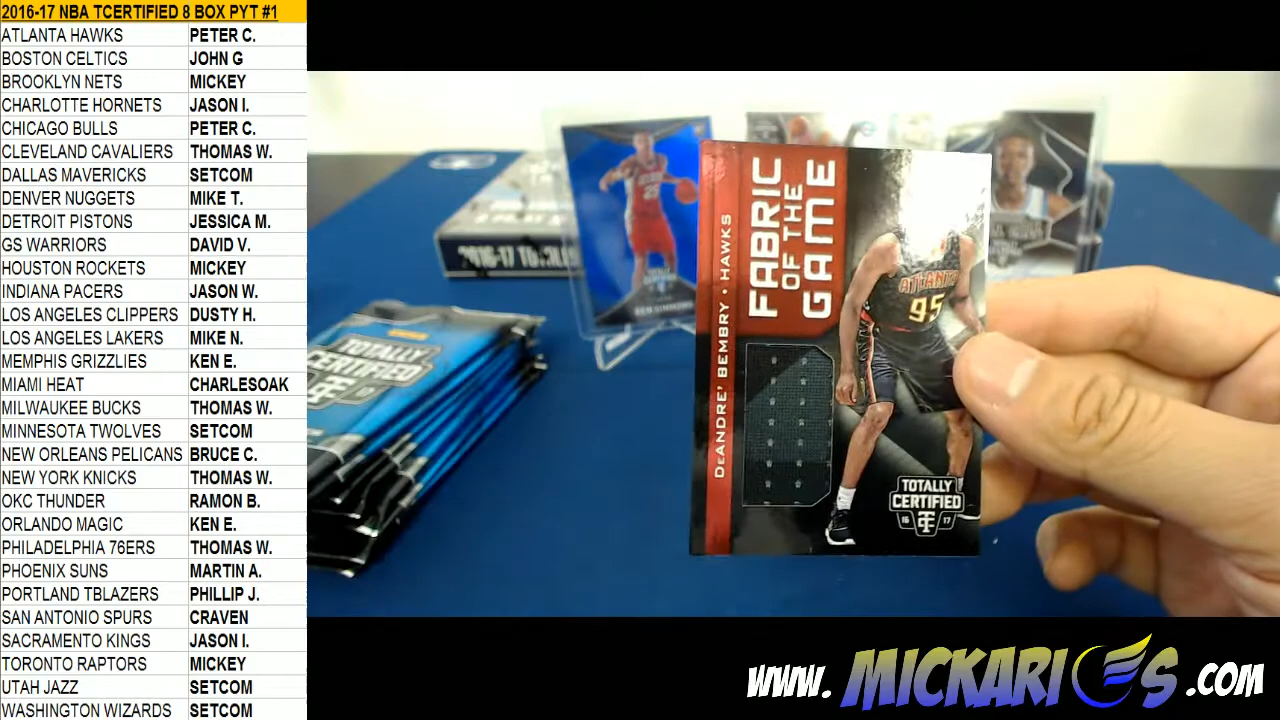 2016-17 NBA TCERTIFIED 8 BOX PYT #1
ATLANTA HAWKS PETER C.
BOSTON CELTICS JOHN G
BROOKLYN NETS MICKEY
CHARLOTTE HORNETS JASON I.
CHICAGO BULLS PETER C.
CLEVELAND CAVALIERS THOMAS W.
DALLAS MAVERICKS SETCOM
DENVER NUGGETS MIKE T.
DETROIT PISTONS JESSICA M.
GS WARRIORS DAVID V.
HOUSTON ROCKETS MICKEY
INDIANA PACERS JASON W.
LOS ANGELES CLIPPERS DUSTY H.
LOS ANGELES LAKERS MIKE N.
MEMPHIS GRIZZLIES KEN E.
MIAMI HEAT CHARLESOAK
MILWAUKEE BUCKS THOMAS W.
MINNESOTA TWOLVES SETCOM
NEW ORLEANS PELICANS BRUCE C.
NEW YORK KNICKS THOMAS W.
OKC THUNDER RAMON B.
ORLANDO MAGIC KEN E.
PHILADELPHIA 76ERS THOMAS W.
PHOENIX SUNS MARTIN A.
PORTLAND TBLAZERS PHILLIP J.
SAN ANTONIO SPURS CRAVEN
SACRAMENTO KINGS JASON I.
TORONTO RAPTORS MICKEY
UTAH JAZZ SETCOM
WASHINGTON WIZARDS SETCOM
2016-17
BEN SIMMONS
25
PANINI
TOTALLY
CERTIFIED
FABRIC
OF THE
GAME
DEANDRE' BEMBRY • HAWKS
ATLANTA
95
TOTALLY
CERTIFIED
16 17
www.MICKARICES.com